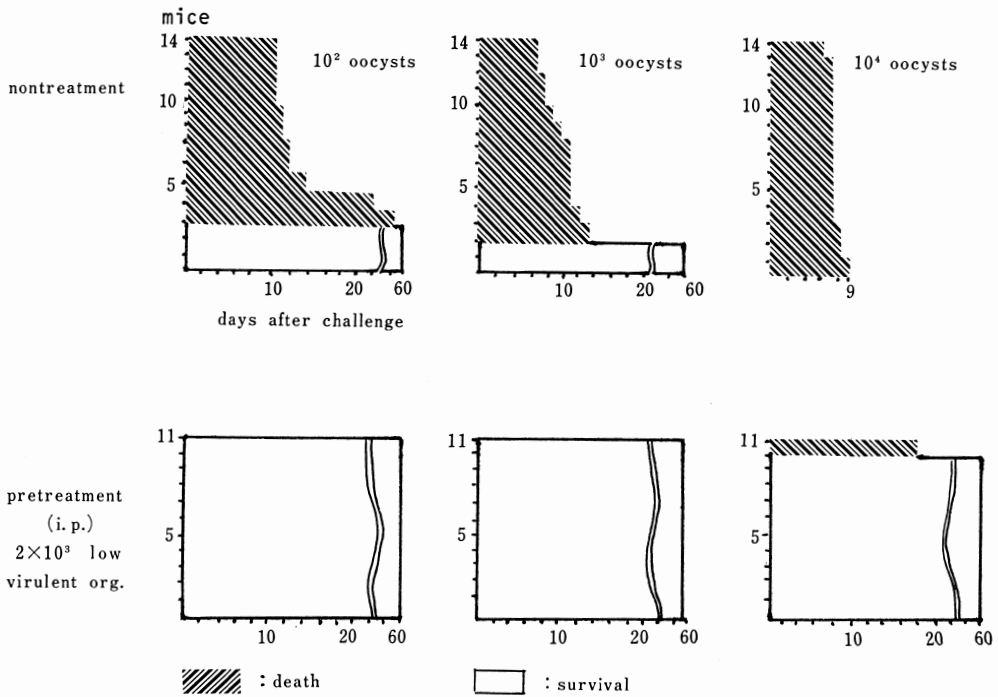 mice
14
10
5
nontreatment
10² oocysts
10 20 60
days after challenge
14
10
5
10³ oocysts
10 20 60
14
10
5
10⁴ oocysts
9
pretreatment
(i. p.)
2×10³ low
virulent org.
11
5
10 20 60
11
5
10 20 60
11
5
10 20 60
: death
: survival